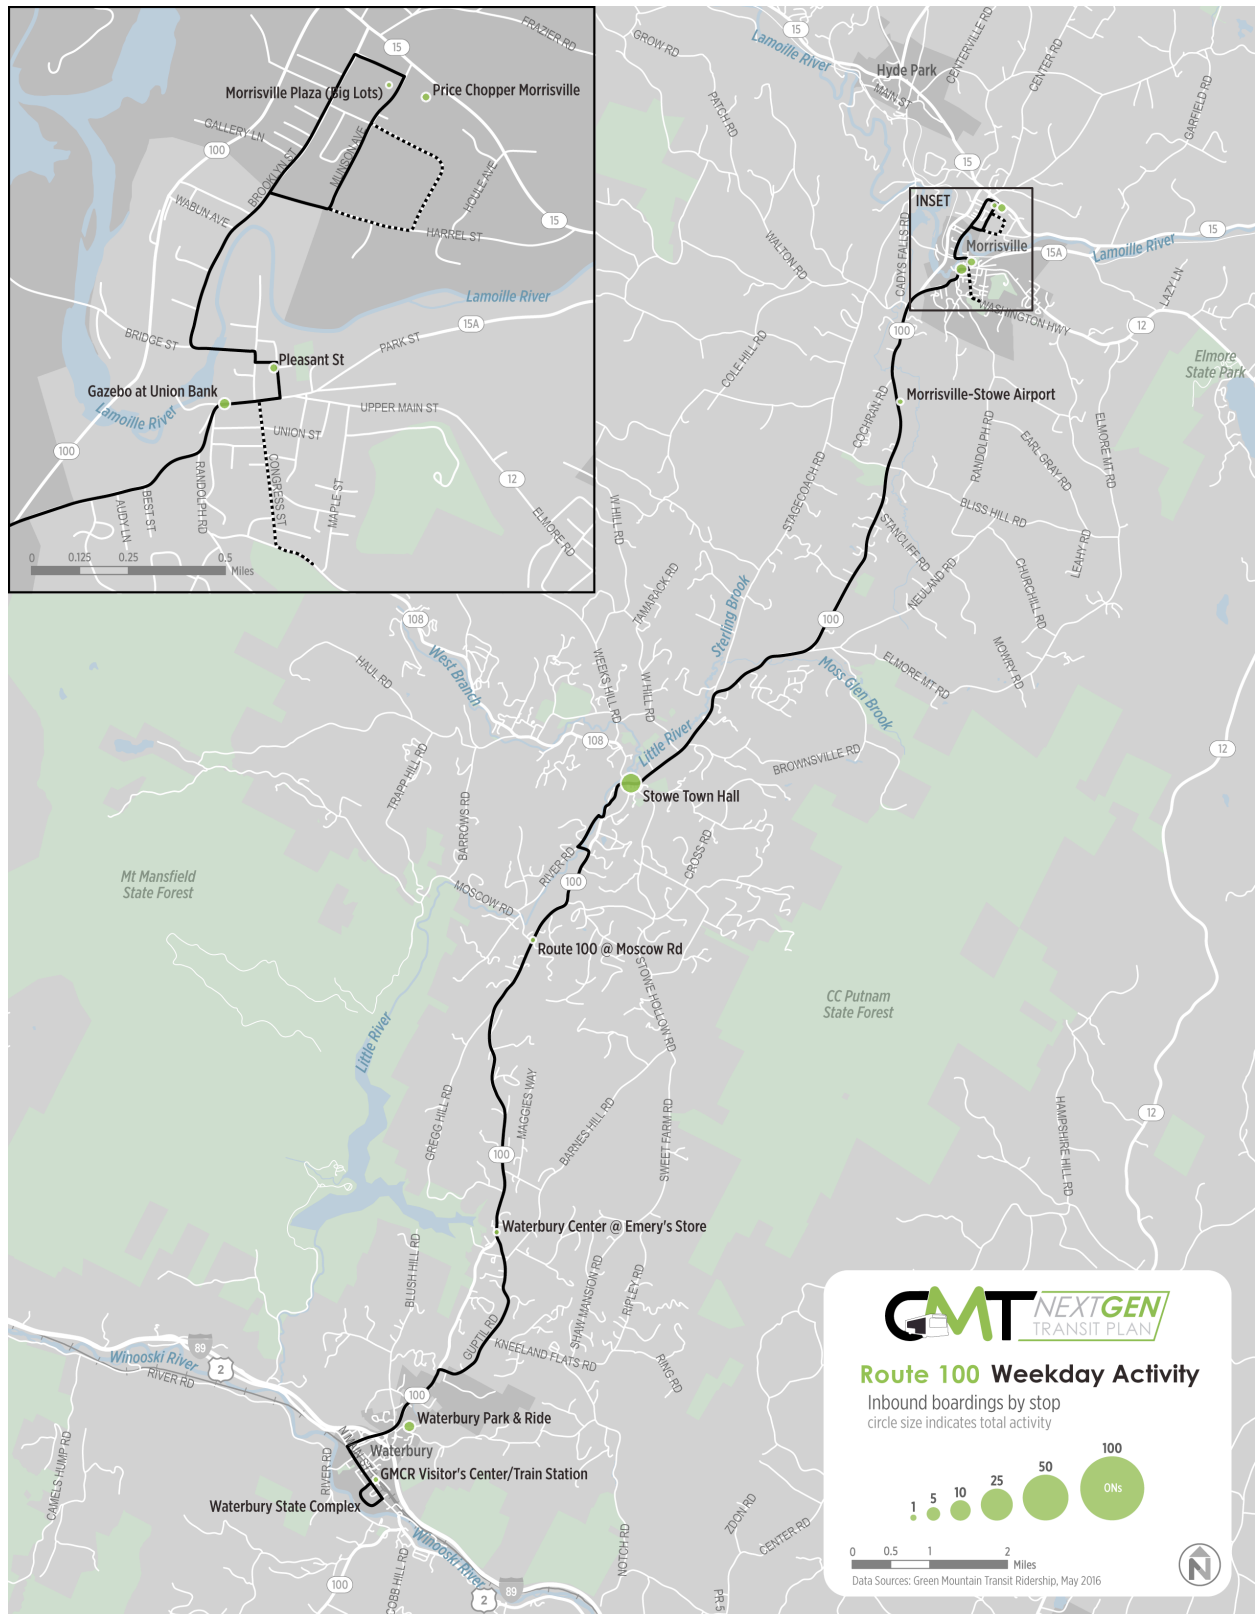 FRAZIER RD
15
Morrisville Plaza (Big Lots)
Price Chopper Morrisville
GALLERY LN
100
BROOKLYN ST
MUNSON AVE
HOULE AVE
WABUN AVE
HARREL ST
15
Lamoille River
15A
BRIDGE ST
PARK ST
Pleasant St
Gazebo at Union Bank
Lamoille River
UPPER MAIN ST
UNION ST
100
CONGRESS ST
RANDOLPH RD
MAPLE ST
12
BEST ST
AUDY LN
ELMORE RD
0
0.125
0.25
0.5
Miles
GROW RD
15
Lamoille River
Hyde Park
MAIN ST
CENTERVILLE RD
CENTER RD
GARFIELD RD
PATCH RD
15
INSET
Morrisville
CADYS FALLS RD
WALTON RD
15A
Lamoille River
15
LAZY LN
WASHINGTON HWY
12
100
Elmore
State Park
COLE HILL RD
Morrisville-Stowe Airport
COCHRAN RD
RANDOLPH RD
EARL GRAY RD
ELMORE MT RD
STAGECOACH RD
W HILL RD
BLISS HILL RD
STANCLIFF RD
NEULAND RD
LEAHY RD
CHURCHILL RD
TAMARACK RD
Sterling Brook
100
108
West Branch
HAUL RD
WEEKS HILL RD
W HILL RD
Moss Glen Brook
ELMORE MT RD
MOWRY RD
108
Little River
BROWNSVILLE RD
12
TRAPP HILL RD
Stowe Town Hall
BARROWS RD
RIVER RD
CROSS RD
Mt Mansfield
State Forest
100
MOSCOW RD
Route 100 @ Moscow Rd
STOWE HOLLOW RD
CC Putnam
State Forest
Little River
GREGG HILL RD
MAGGIES WAY
BARNES HILL RD
SWEET FARM RD
HAMPSHIRE HILL RD
12
100
Waterbury Center @ Emery's Store
BLUSH HILL RD
SHAW MANSION RD
RIPLEY RD
GUPTIL RD
KNEELAND FLATS RD
RING RD
89
2
Winooski River
RIVER RD
100
Waterbury Park & Ride
N MAIN ST
Waterbury
RIVER RD
GMCR Visitor's Center/Train Station
Waterbury State Complex
CAMELS HUMP RD
Winooski River
100
COBB HILL RD
89
2
NOTCH RD
ZDON RD
CENTER RD
PR 5
GMT NEXTGEN
TRANSIT PLAN
Route 100 Weekday Activity
Inbound boardings by stop
circle size indicates total activity
1
5
10
25
50
100
ONs
0
0.5
1
2
Miles
Data Sources: Green Mountain Transit Ridership, May 2016
N